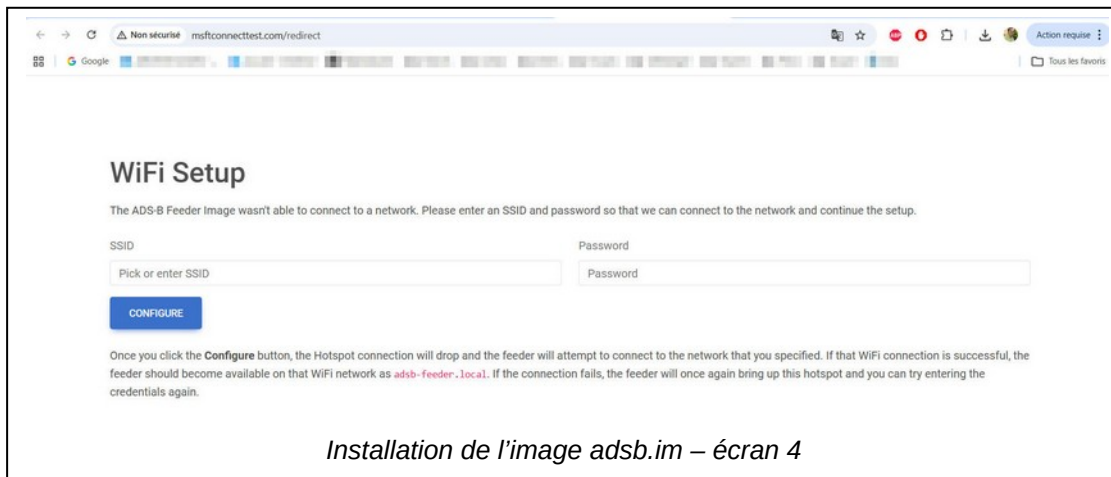 Non sécurisé msftconnecttest.com/redirect Action requise
Google Tous les favoris
WiFi Setup
The ADS-B Feeder Image wasn't able to connect to a network. Please enter an SSID and password so that we can connect to the network and continue the setup.
SSID Password
Pick or enter SSID Password
CONFIGURE
Once you click the Configure button, the Hotspot connection will drop and the feeder will attempt to connect to the network that you specified. If that WiFi connection is successful, the
feeder should become available on that WiFi network as adsb-feeder.local. If the connection fails, the feeder will once again bring up this hotspot and you can try entering the
credentials again.
Installation de l'image adsb.im – écran 4